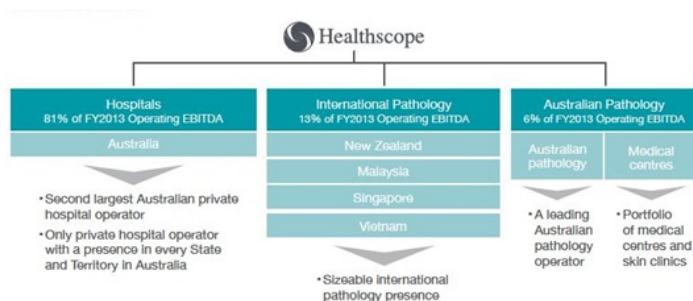 Healthscope
Hospitals
81% of FY2013 Operating EBITDA
Australia
• Second largest Australian private
hospital operator
• Only private hospital operator
with a presence in every State
and Territory in Australia
International Pathology
13% of FY2013 Operating EBITDA
New Zealand
Malaysia
Singapore
Vietnam
• Sizeable international
pathology presence
Australian Pathology
6% of FY2013 Operating EBITDA
Australian
pathology
• A leading
Australian
pathology
operator
Medical
centres
• Portfolio
of medical
centres and
skin clinics